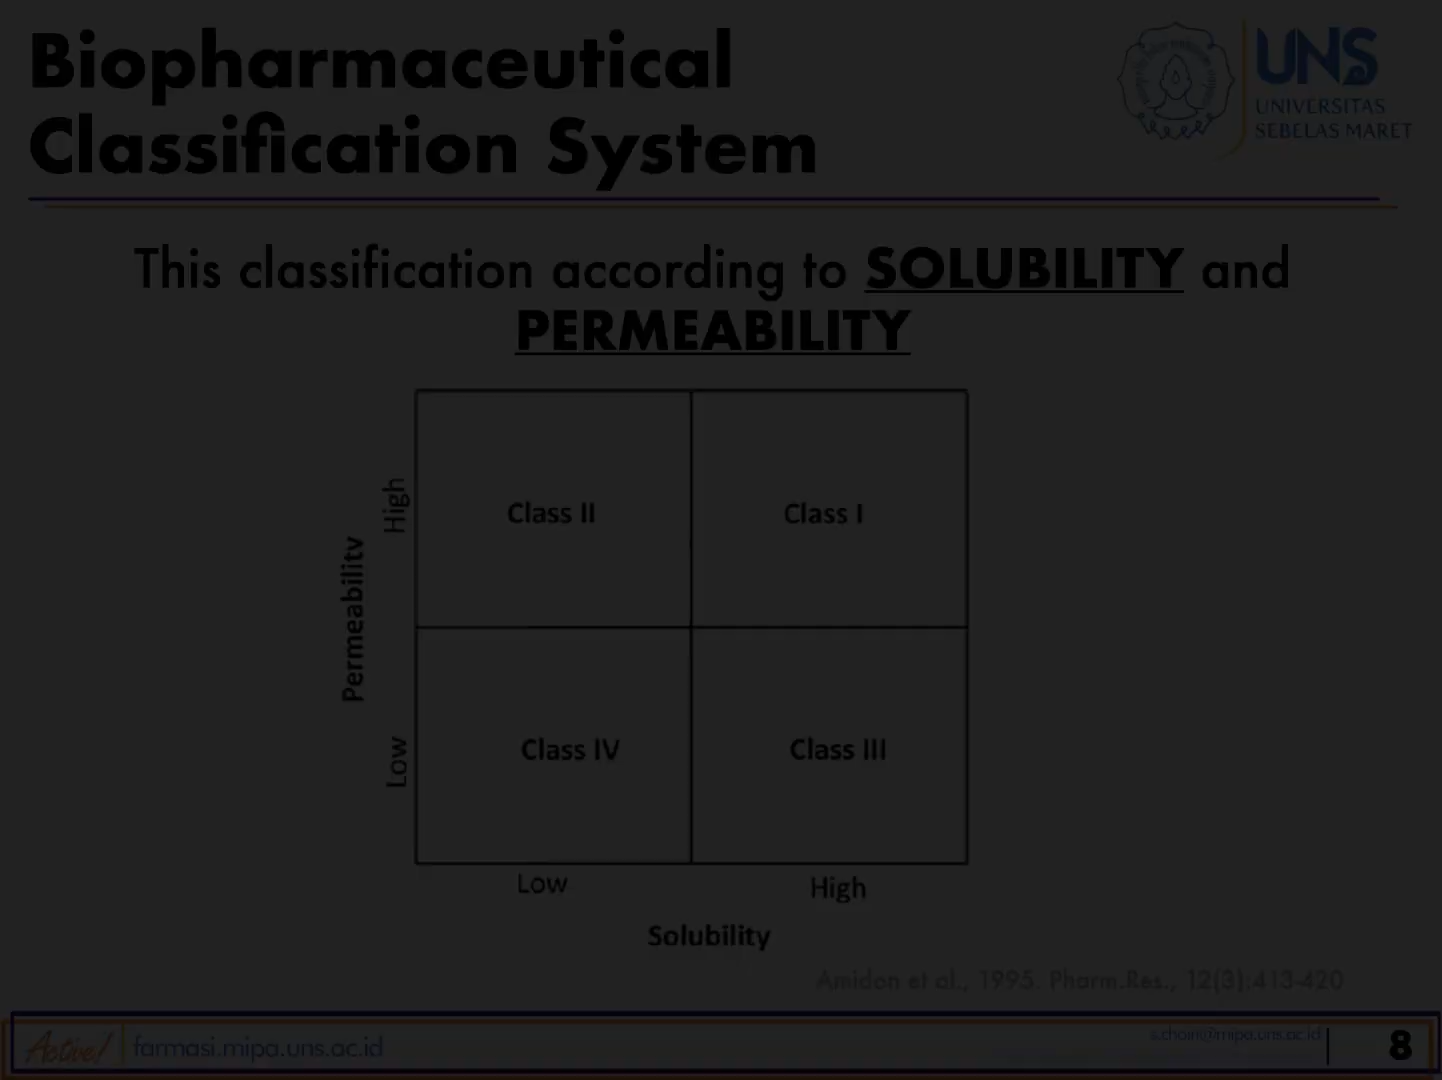 Biopharmaceutical
Classification System
UNS
UNIVERSITAS
SEBELAS MARET
This classification according to SOLUBILITY and
PERMEABILITY
High
Class II
Class I
Permeability
Low
Class IV
Class III
Low
High
Solubility
Amidon et al., 1995. Pharm.Res., 12(3):413-420
Active!
farmasi.mipa.uns.ac.id
8